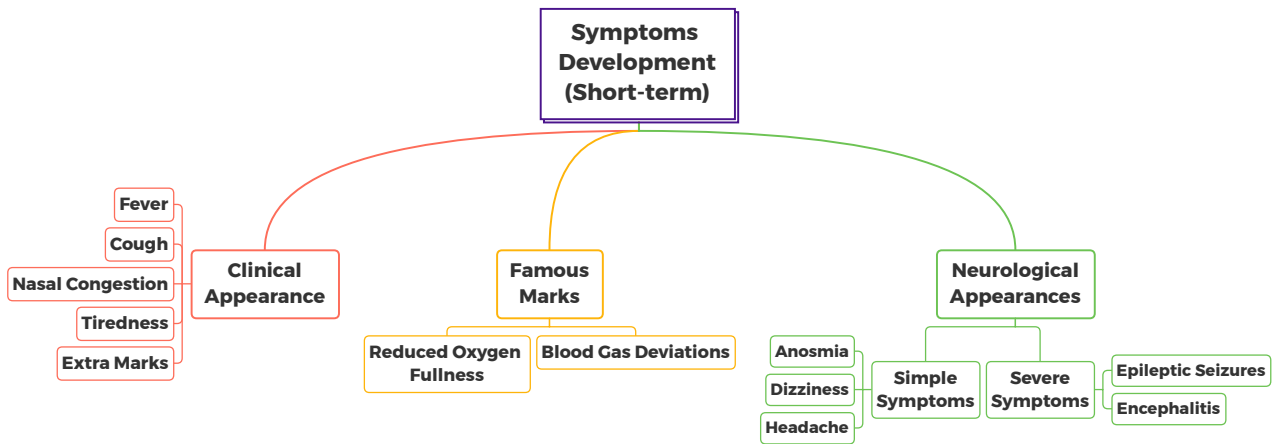 Symptoms
Development
(Short-term)
Fever
Cough
Nasal Congestion
Tiredness
Extra Marks
Clinical
Appearance
Famous
Marks
Reduced Oxygen
Fullness
Blood Gas Deviations
Neurological
Appearances
Anosmia
Dizziness
Headache
Simple
Symptoms
Severe
Symptoms
Epileptic Seizures
Encephalitis